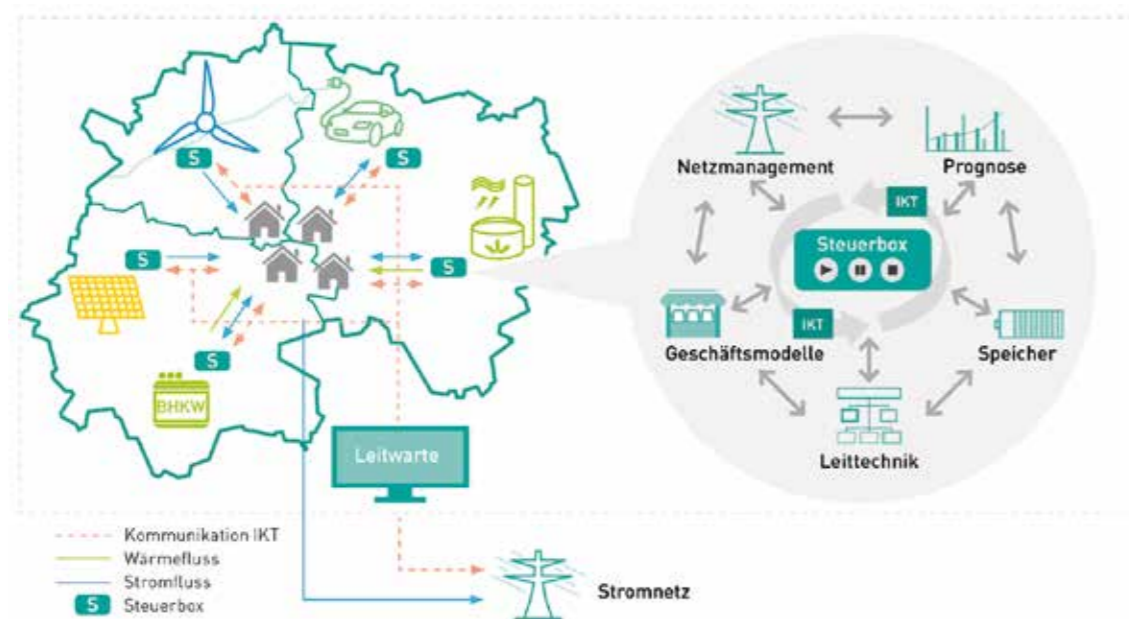 S
S
S
S
S
BHKW
Leitwarte
Netzmanagement
Prognose
IKT
Steuerbox
IKT
Geschäftsmodelle
Speicher
Leittechnik
Kommunikation IKT
Wärmefluss
Stromfluss
S Steuerbox
Stromnetz